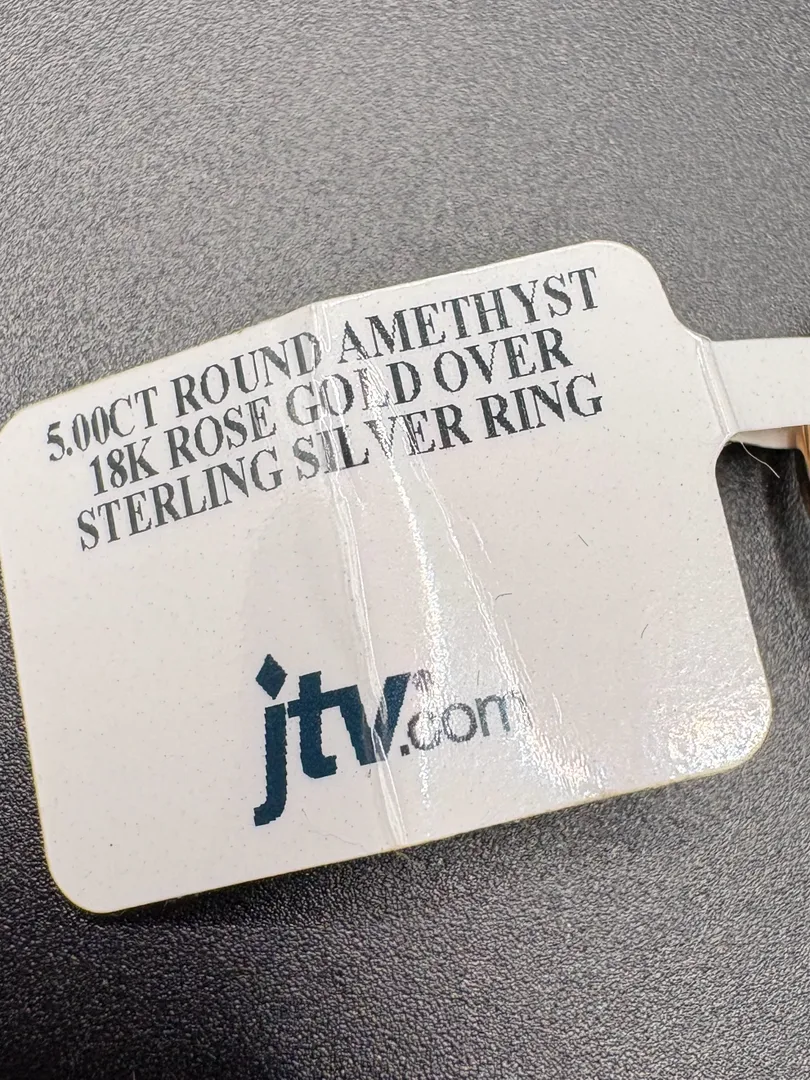 5.00CT ROUND AMETHYST
18K ROSE GOLD OVER
STERLING SILVER RING
jtv®.com